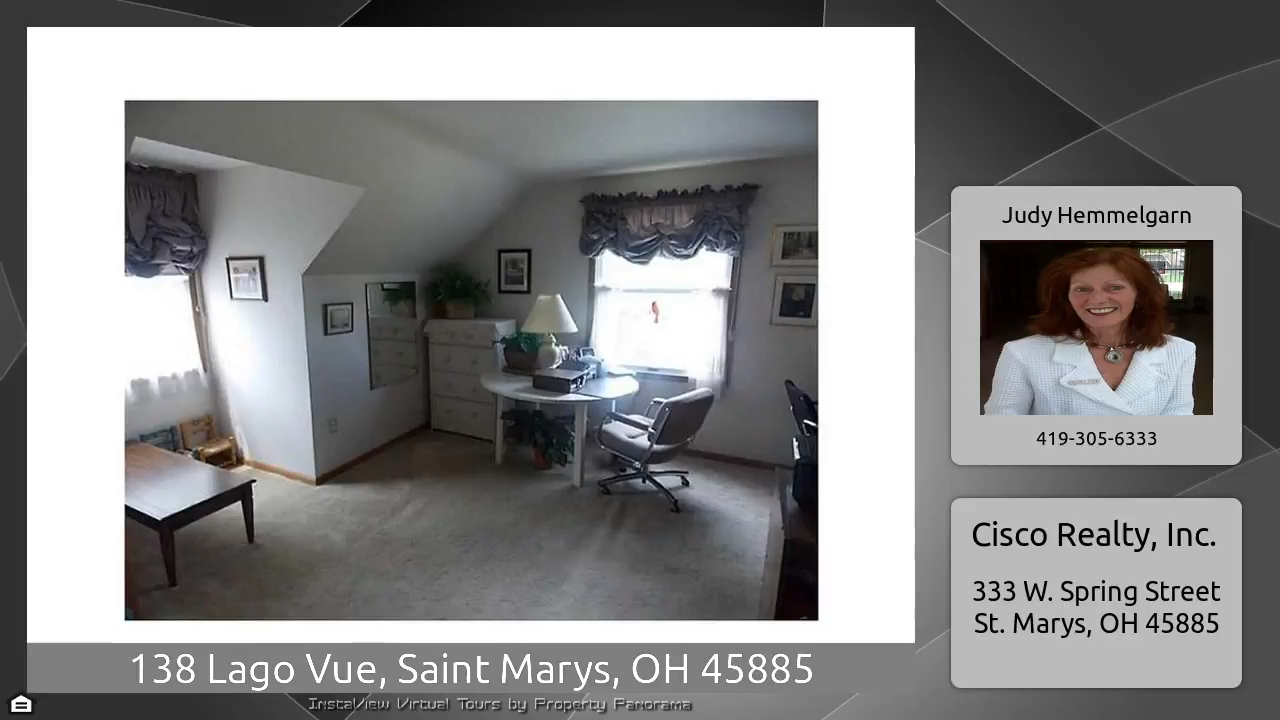 Judy Hemmelgarn
419-305-6333
Cisco Realty, Inc.
333 W. Spring Street
St. Marys, OH 45885
138 Lago Vue, Saint Marys, OH 45885
InstaView Virtual Tours by Property Panorama